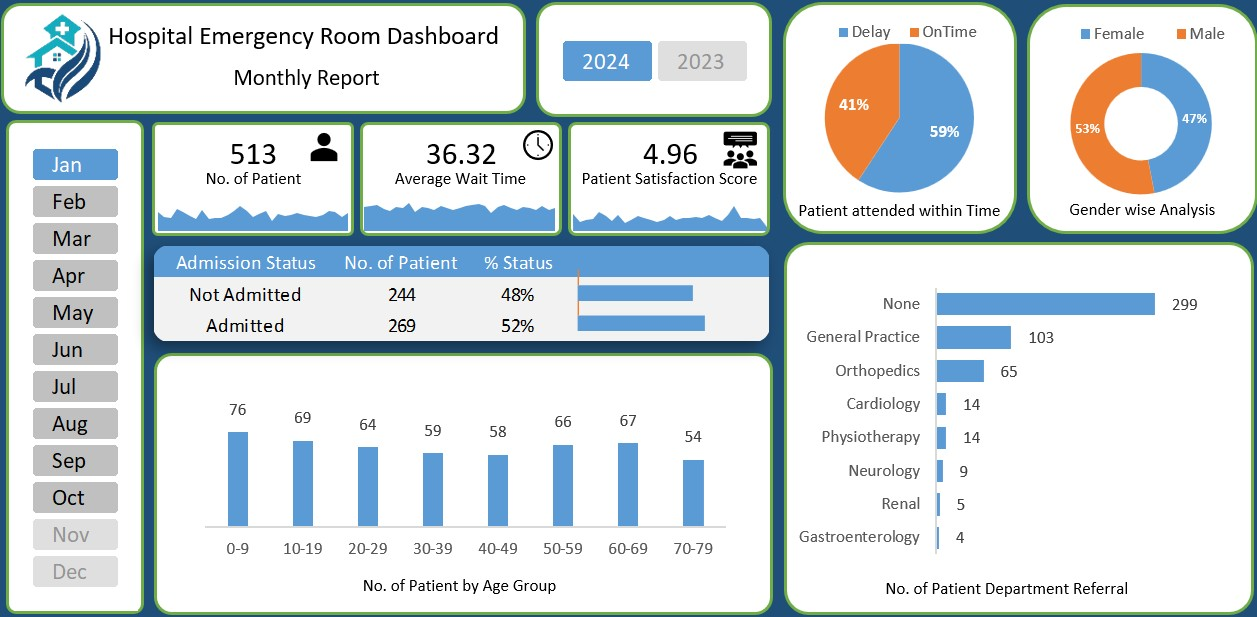 Hospital Emergency Room Dashboard
Monthly Report
2024 2023
Jan
Feb
Mar
Apr
May
Jun
Jul
Aug
Sep
Oct
Nov
Dec
513
No. of Patient
36.32
Average Wait Time
4.96
Patient Satisfaction Score
Delay OnTime
41%
59%
Patient attended within Time
Female Male
47%
53%
Gender wise Analysis
Admission Status No. of Patient % Status
Not Admitted 244 48%
Admitted 269 52%
76 69 64 59 58 66 67 54
0-9 10-19 20-29 30-39 40-49 50-59 60-69 70-79
No. of Patient by Age Group
None 299
General Practice 103
Orthopedics 65
Cardiology 14
Physiotherapy 14
Neurology 9
Renal 5
Gastroenterology 4
No. of Patient Department Referral